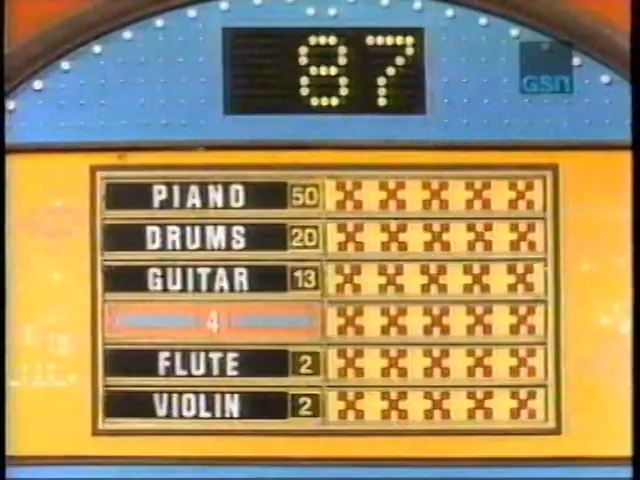 87
GSN
PIANO 50
DRUMS 20
GUITAR 13
4
FLUTE 2
VIOLIN 2